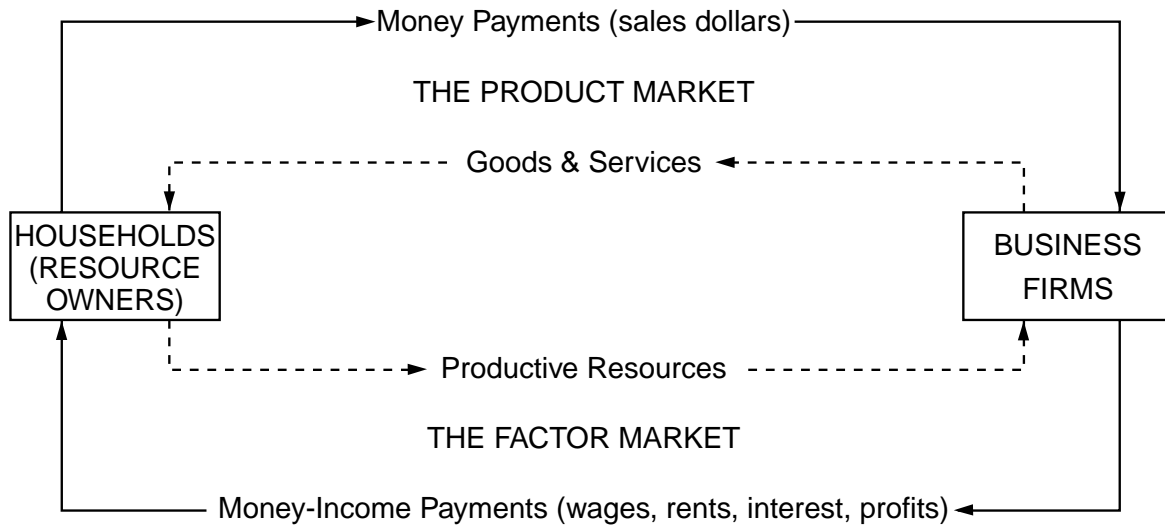 Money Payments (sales dollars)
THE PRODUCT MARKET
Goods & Services
HOUSEHOLDS
(RESOURCE
OWNERS)
BUSINESS
FIRMS
Productive Resources
THE FACTOR MARKET
Money-Income Payments (wages, rents, interest, profits)